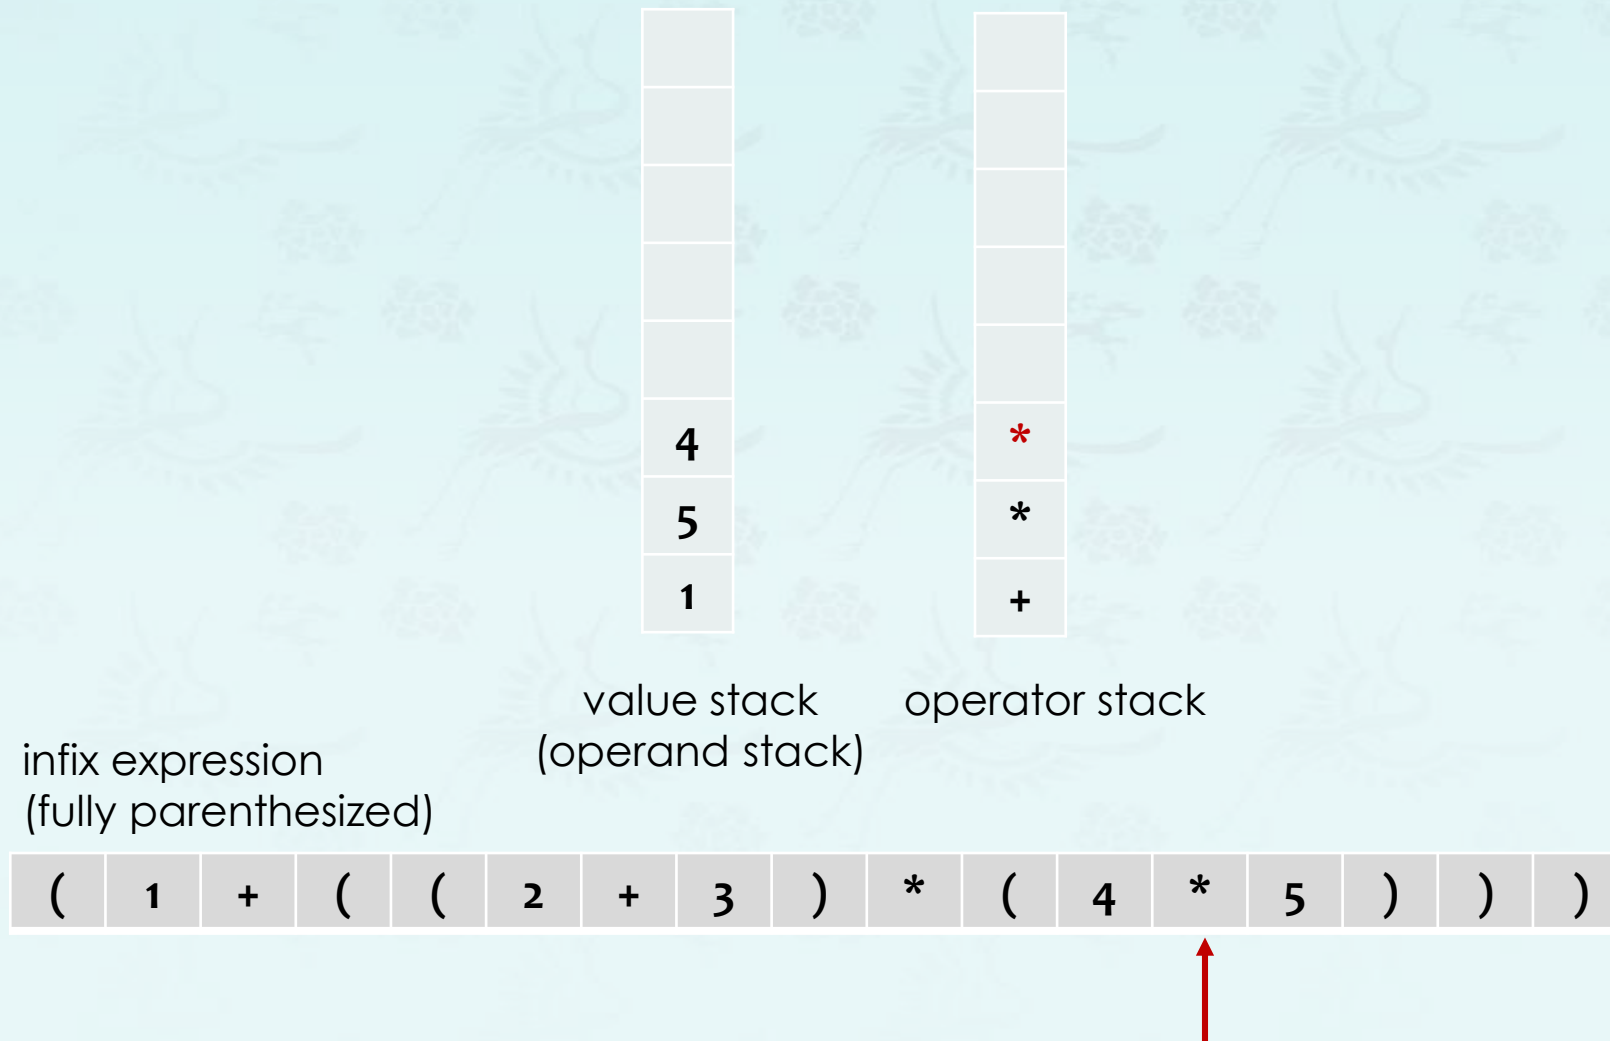 4 *
5 *
1 +
value stack operator stack
(operand stack)
infix expression
(fully parenthesized)
( 1 + ( ( 2 + 3 ) * ( 4 * 5 ) ) )